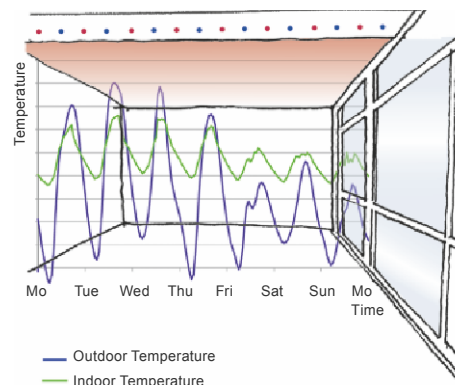 Temperature
Mo Tue Wed Thu Fri Sat Sun Mo
Time
Outdoor Temperature
Indoor Temperature